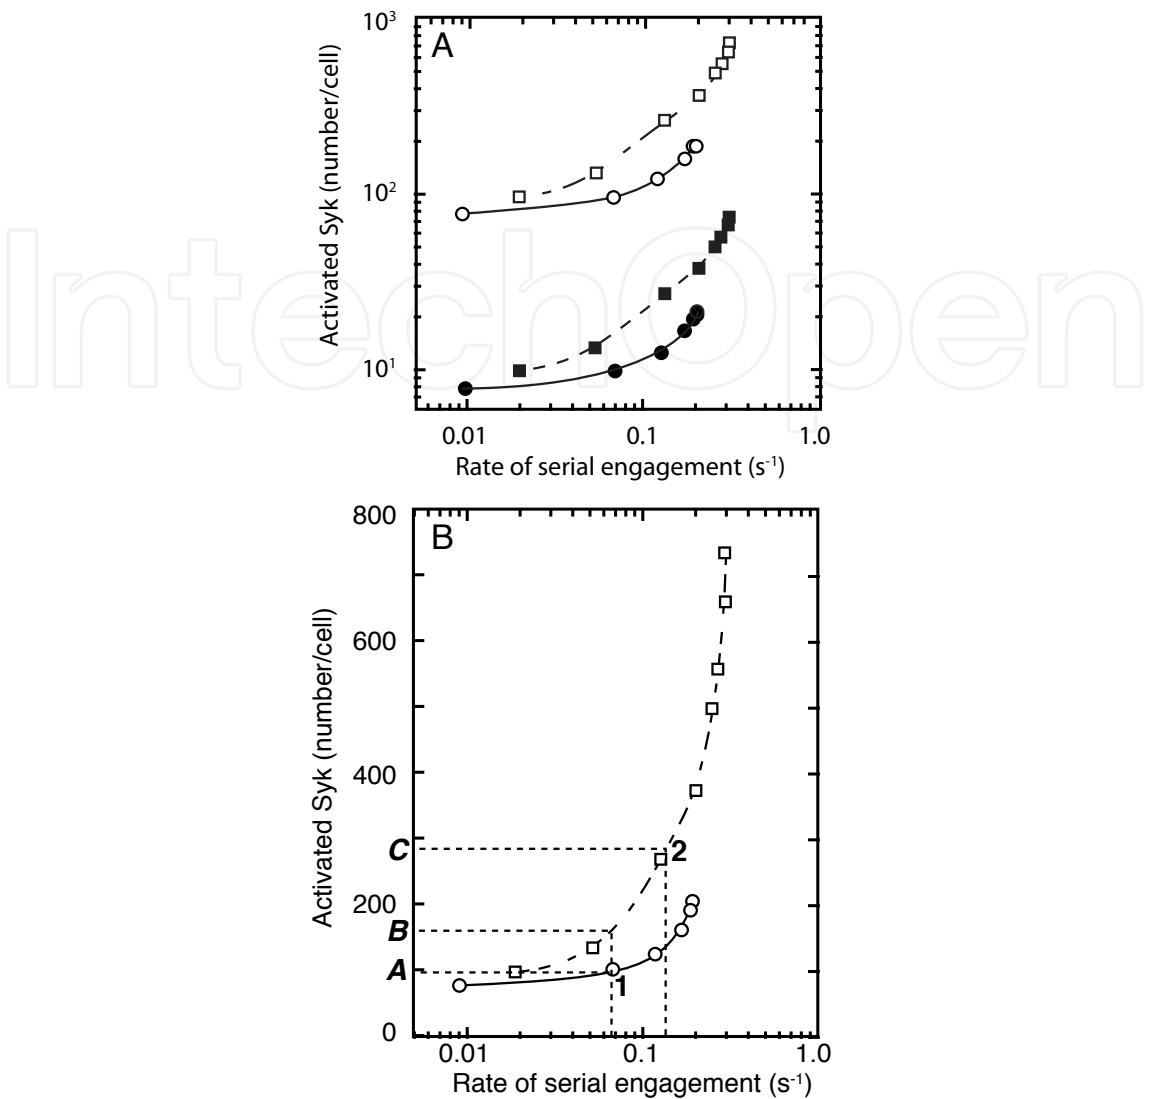 10³
A
10²
10¹
Activated Syk (number/cell)
0.01 0.1 1.0
Rate of serial engagement (s⁻¹)
IntechOpen
800
B
600
400
C
2
200
B
A
1
0
Activated Syk (number/cell)
0.01 0.1 1.0
Rate of serial engagement (s⁻¹)